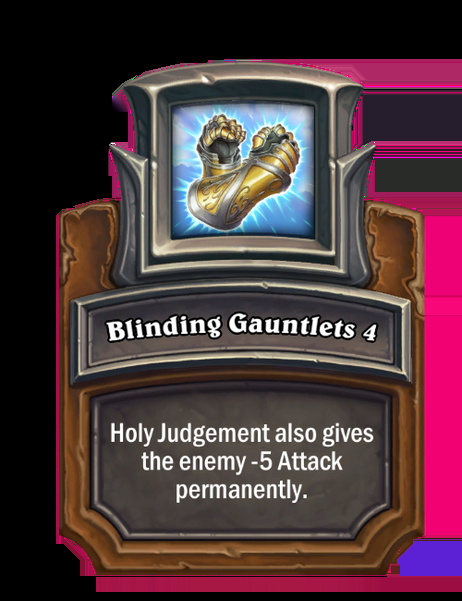 Blinding Gauntlets 4
Holy Judgement also gives
the enemy -5 Attack
permanently.